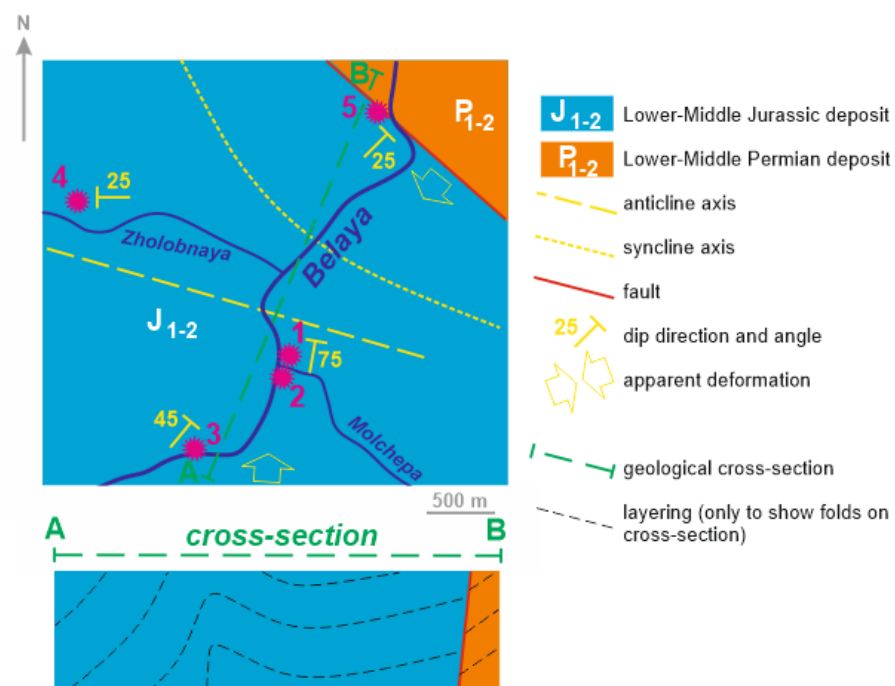 N
B
5
P1-2
25
4
25
Zholobnaya
Belaya
J1-2
1
75
2
45
3
A
Molchepa
500 m
J1-2 Lower-Middle Jurassic deposit
P1-2 Lower-Middle Permian deposit
anticline axis
syncline axis
fault
25 dip direction and angle
apparent deformation
geological cross-section
layering (only to show folds on
cross-section)
A cross-section B